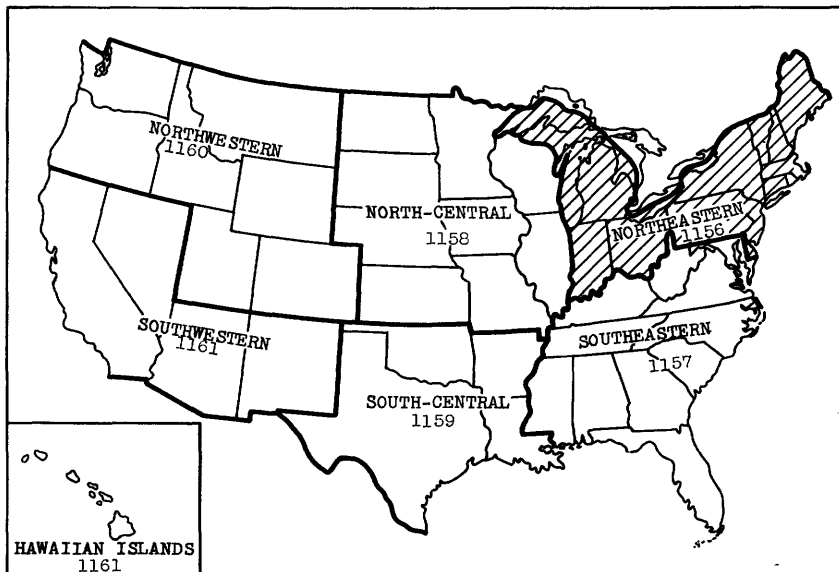 NORTHWESTERN
1160
NORTH-CENTRAL
1158
NORTHEASTERN
1156
SOUTHWESTERN
1161
SOUTHEASTERN
1157
SOUTH-CENTRAL
1159
HAWAIIAN ISLANDS
1161